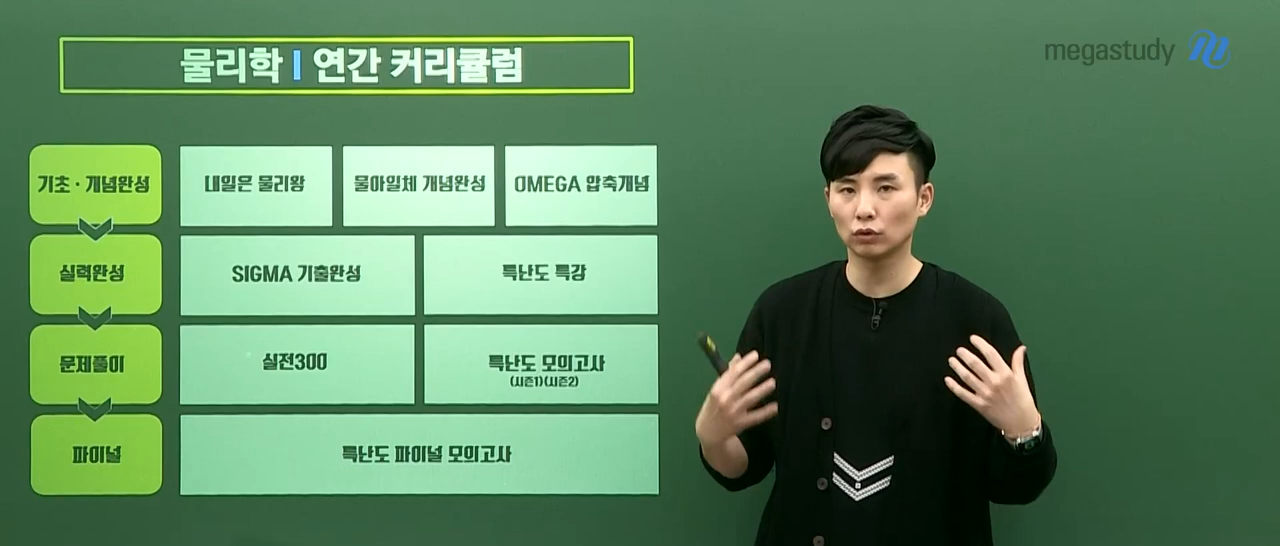 물리학 | 연간 커리큘럼
megastudy
기초 · 개념완성
내일은 물리왕
물아일체 개념완성
OMEGA 압축개념
실력완성
SIGMA 기출완성
특난도 특강
문제풀이
실전300
특난도 모의고사
(시즌1)(시즌2)
파이널
특난도 파이널 모의고사